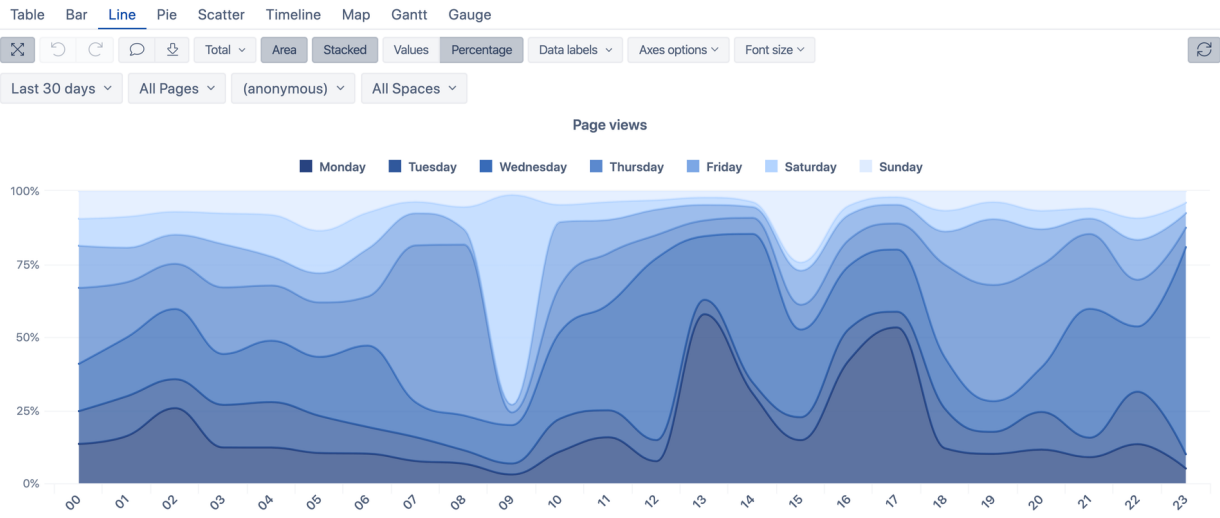 Table Bar Line Pie Scatter Timeline Map Gantt Gauge
Total Area Stacked Values Percentage Data labels Axes options Font size
Last 30 days All Pages (anonymous) All Spaces
Page views
Monday Tuesday Wednesday Thursday Friday Saturday Sunday
100%
75%
50%
25%
0%
00 01 02 03 04 05 06 07 08 09 10 11 12 13 14 15 16 17 18 19 20 21 22 23